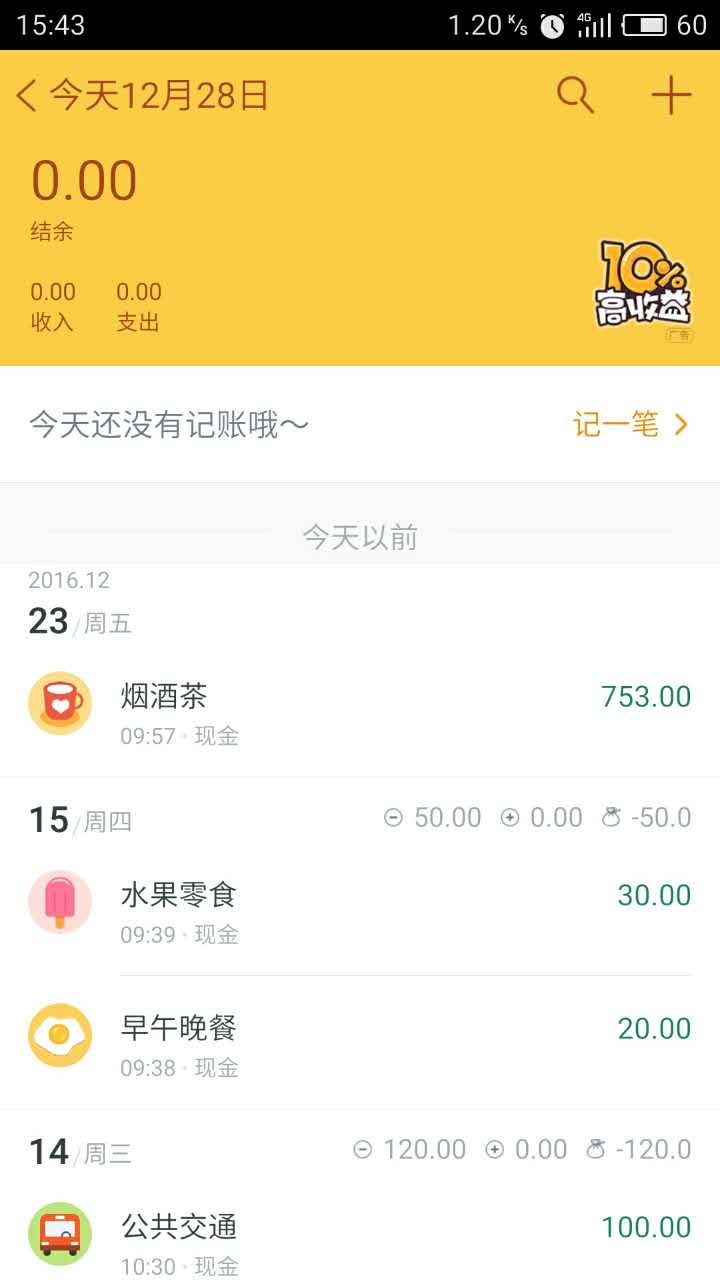 15:43
1.20 K/s 4G 60
今天12月28日
0.00
结余
0.00 0.00
收入 支出
10%
高收益
广告
今天还没有记账哦～
记一笔
今天以前
2016.12
23/周五
烟酒茶 753.00
09:57 · 现金
15/周四 50.00 0.00 -50.0
水果零食 30.00
09:39 · 现金
早午晚餐 20.00
09:38 · 现金
14/周三 120.00 0.00 -120.0
公共交通 100.00
10:30 · 现金